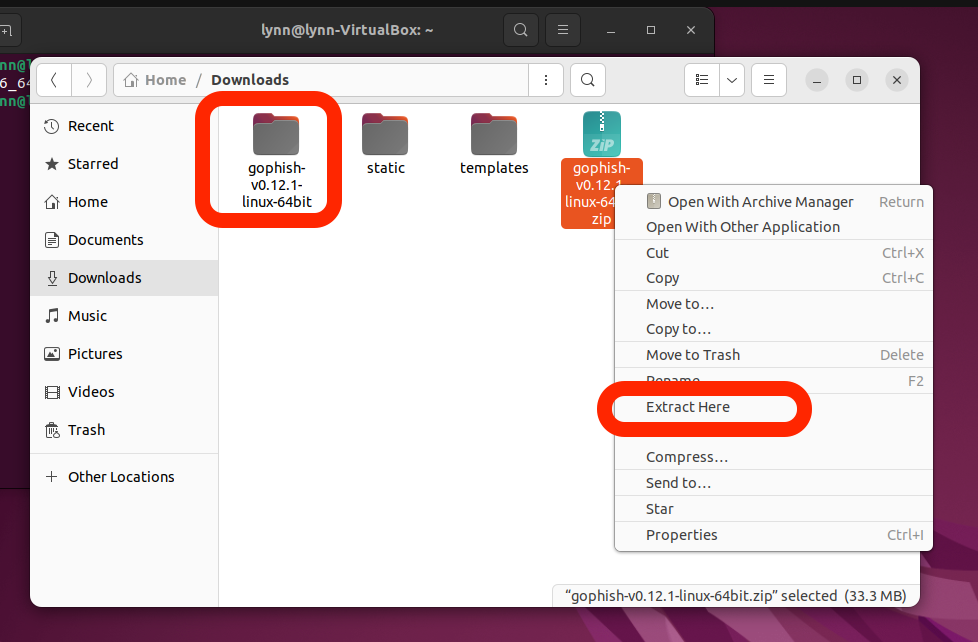 lynn@lynn-VirtualBox: ~
nn@l
6_64
nn@l
Home / Downloads
Recent
Starred
Home
Documents
Downloads
Music
Pictures
Videos
Trash
Other Locations
gophish-
v0.12.1-
linux-64bit
static
templates
ZIP
gophish-
v0.12.1-
linux-64
zip
Open With Archive Manager Return
Open With Other Application
Cut Ctrl+X
Copy Ctrl+C
Move to…
Copy to…
Move to Trash Delete
Rename… F2
Extract Here
Compress…
Send to…
Star
Properties Ctrl+I
“gophish-v0.12.1-linux-64bit.zip” selected (33.3 MB)